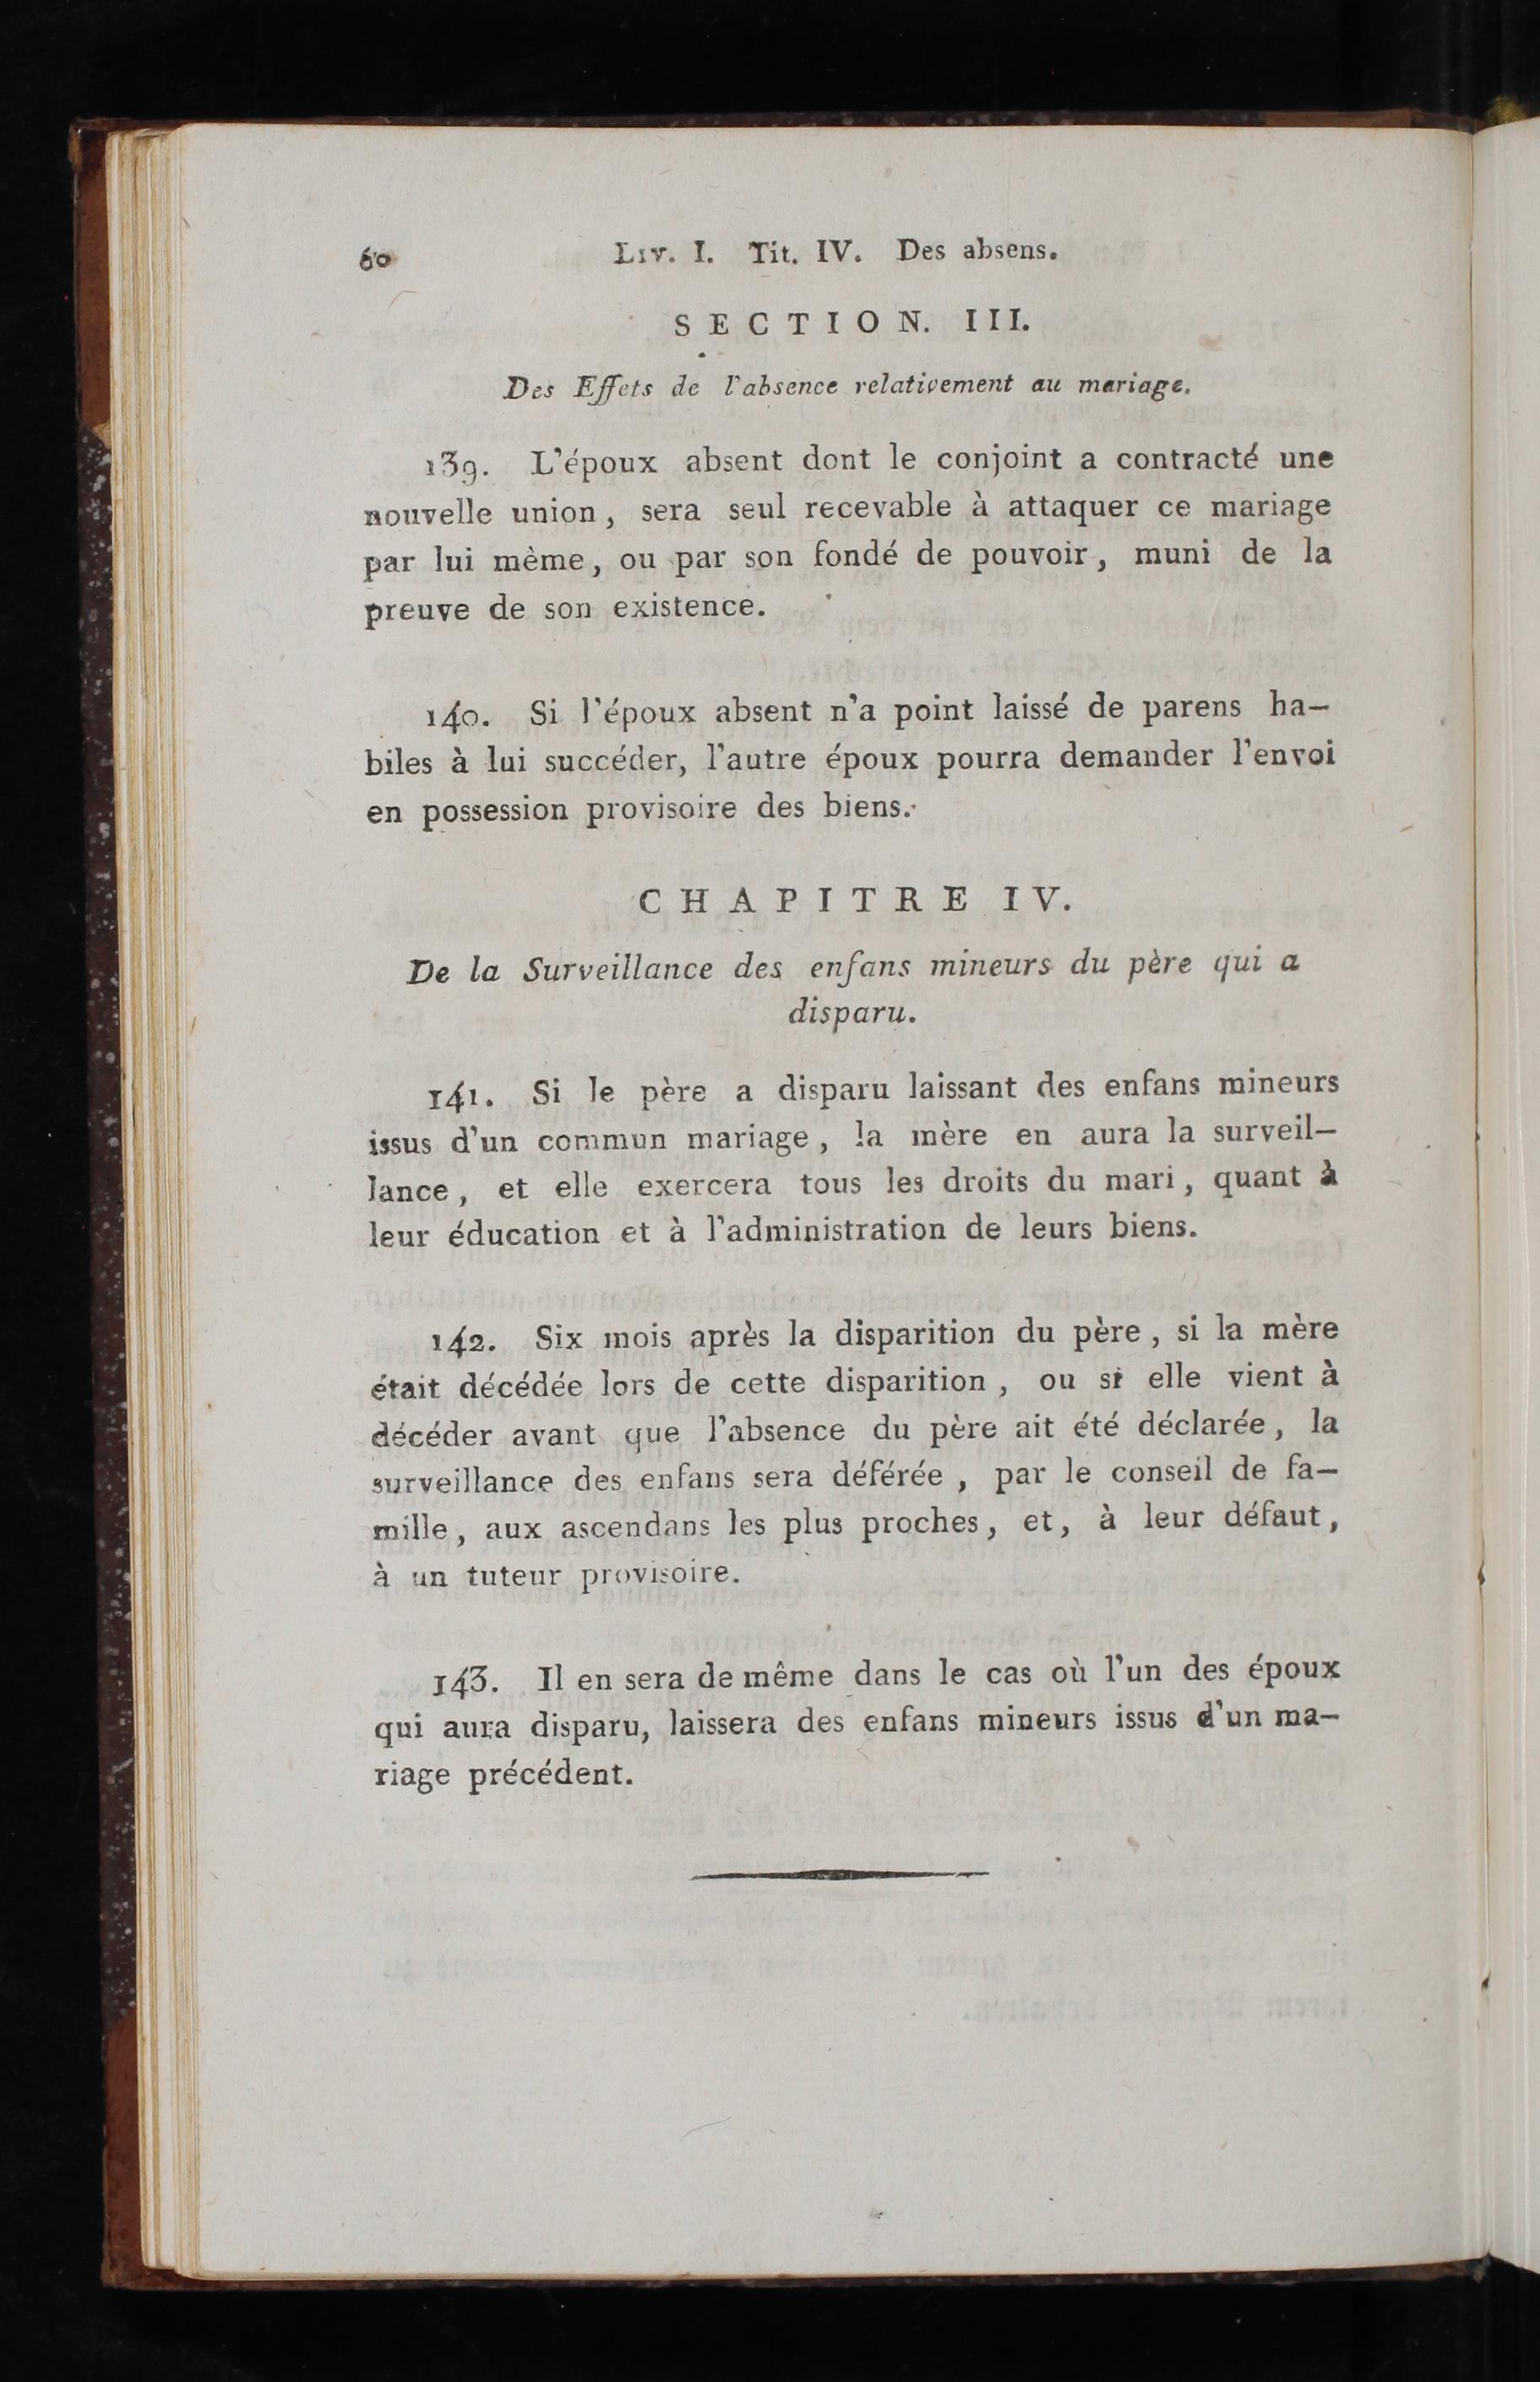 60 Liv. I. Tit. IV. Des absens.
SECTION. III.
Des Effets de l'absence relativement au mariage.
139. L'époux absent dont le conjoint a contracté une
nouvelle union, sera seul recevable à attaquer ce mariage
par lui mème, ou par son fondé de pouvoir, muni de la
preuve de son existence.
140. Si l'époux absent n'a point laissé de parens ha-
biles à lui succéder, l'autre époux pourra demander l'envoi
en possession provisoire des biens.
CHAPITRE IV.
De la Surveillance des enfans mineurs du père qui a
disparu.
141. Si le père a disparu laissant des enfans mineurs
issus d'un commun mariage, la mère en aura la surveil-
lance, et elle exercera tous les droits du mari, quant à
leur éducation et à l'administration de leurs biens.
142. Six mois après la disparition du père, si la mère
était décédée lors de cette disparition, ou si elle vient à
décéder avant que l'absence du père ait été déclarée, la
surveillance des enfans sera déférée, par le conseil de fa-
mille, aux ascendans les plus proches, et, à leur défaut,
à un tuteur provisoire.
143. Il en sera de même dans le cas où l'un des époux
qui aura disparu, laissera des enfans mineurs issus d'un ma-
riage précédent.